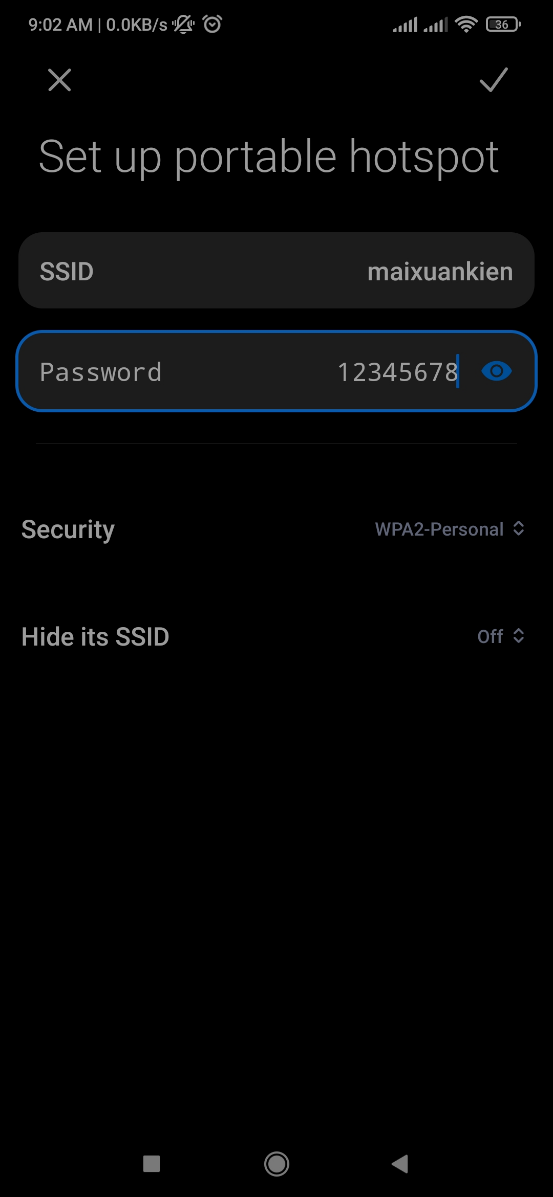 9:02 AM | 0.0KB/s 36
Set up portable hotspot
SSID maixuankien
Password 12345678
Security WPA2-Personal
Hide its SSID Off